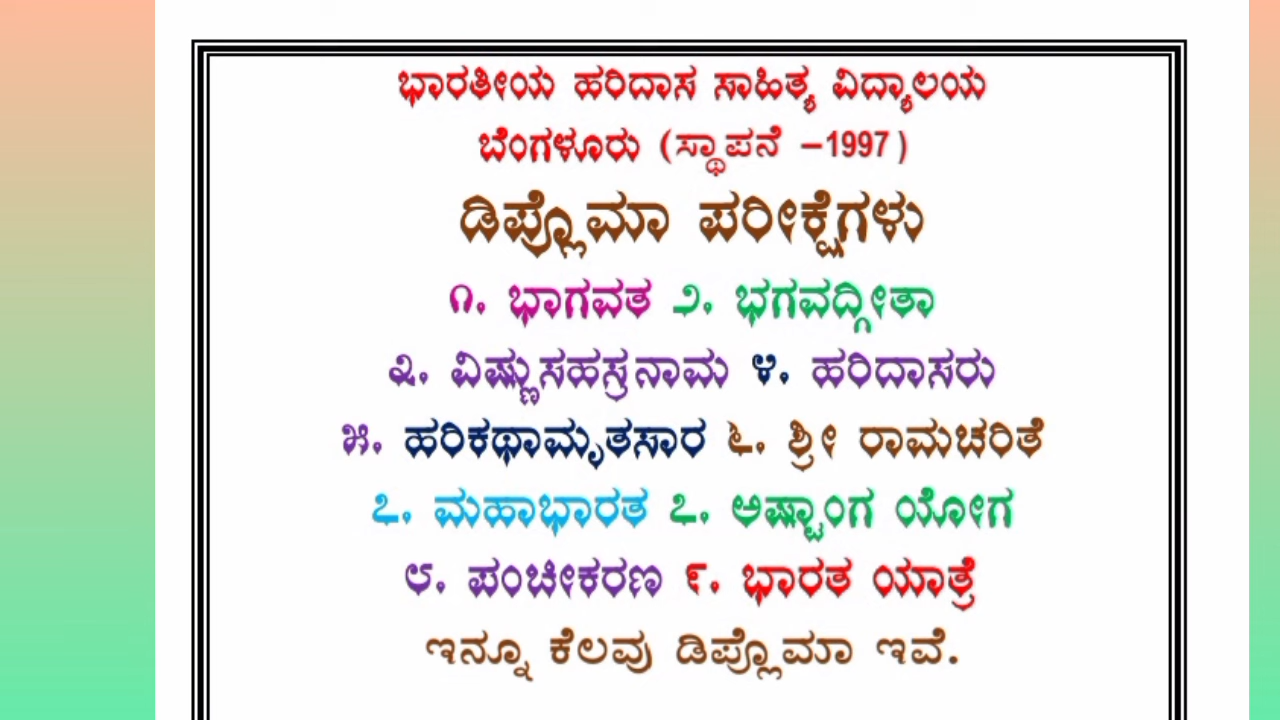 ಭಾರತೀಯ ಹರಿದಾಸ ಸಾಹಿತ್ಯ ವಿದ್ಯಾಲಯ
ಬೆಂಗಳೂರು (ಸ್ಥಾಪನೆ –1997)
ಡಿಪ್ಲೊಮಾ ಪರೀಕ್ಷೆಗಳು
೧. ಭಾಗವತ ೨. ಭಗವದ್ಗೀತಾ
೩. ವಿಷ್ಣುಸಹಸ್ರನಾಮ ೪. ಹರಿದಾಸರು
೫. ಹರಿಕಥಾಮೃತಸಾರ ೬. ಶ್ರೀ ರಾಮಚರಿತೆ
೭. ಮಹಾಭಾರತ ೭. ಅಷ್ಟಾಂಗ ಯೋಗ
೮. ಪಂಚೀಕರಣ ೯. ಭಾರತ ಯಾತ್ರೆ
ಇನ್ನೂ ಕೆಲವು ಡಿಪ್ಲೊಮಾ ಇವೆ.